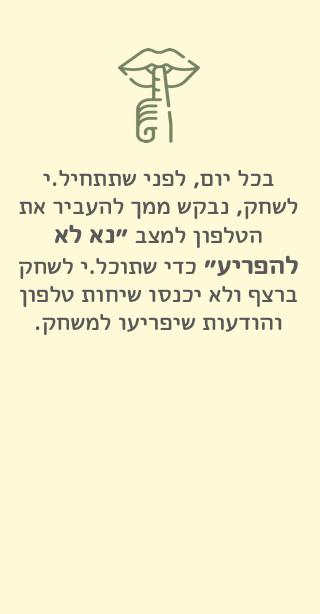 בכל יום, לפני שתתחיל.י
לשחק, נבקש ממך להעביר את
הטלפון למצב ״נא לא
להפריע״ כדי שתוכל.י לשחק
ברצף ולא יכנסו שיחות טלפון
והודעות שיפריעו למשחק.